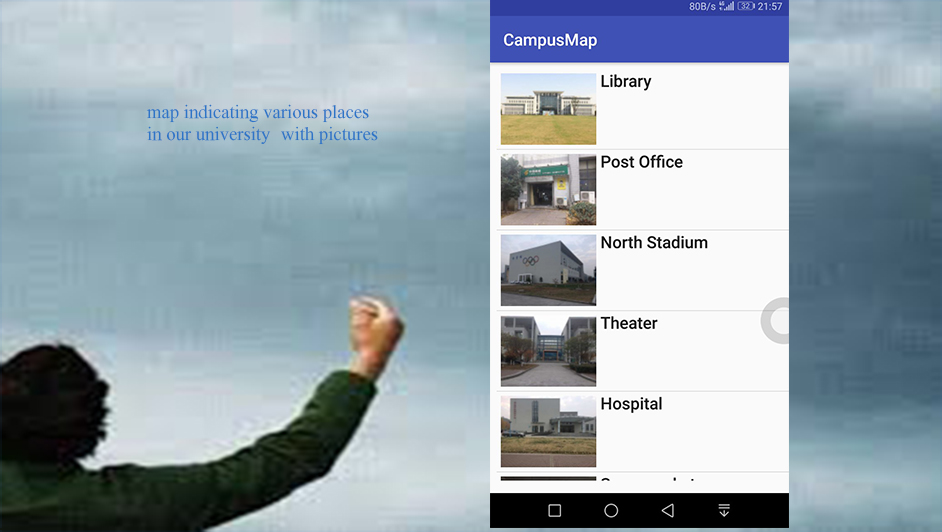 map indicating various places
in our university with pictures
80B/s 4G 32 21:57
CampusMap
Library
Post Office
North Stadium
Theater
Hospital